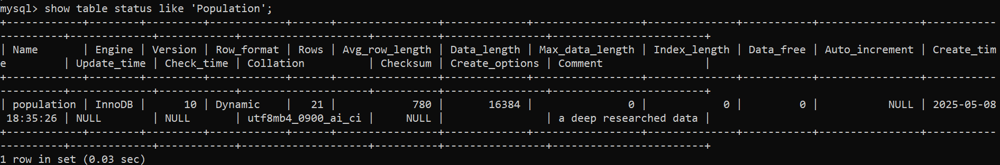 mysql> show table status like 'Population';
+------------+--------+---------+------------+------+----------------+-------------+-----------------+--------------+-----------+----------------+-----------
----------+-------------+------------+--------------------+----------+----------------+------------------------+
| Name       | Engine | Version | Row_format | Rows | Avg_row_length | Data_length | Max_data_length | Index_length | Data_free | Auto_increment | Create_tim
e         | Update_time | Check_time | Collation          | Checksum | Create_options | Comment                |
+------------+--------+---------+------------+------+----------------+-------------+-----------------+--------------+-----------+----------------+-----------
----------+-------------+------------+--------------------+----------+----------------+------------------------+
| population | InnoDB |      10 | Dynamic    |   21 |            780 |       16384 |               0 |            0 |         0 |           NULL | 2025-05-08
 18:35:26 | NULL        | NULL       | utf8mb4_0900_ai_ci |     NULL |                | a deep researched data |
+------------+--------+---------+------------+------+----------------+-------------+-----------------+--------------+-----------+----------------+-----------
----------+-------------+------------+--------------------+----------+----------------+------------------------+
1 row in set (0.03 sec)